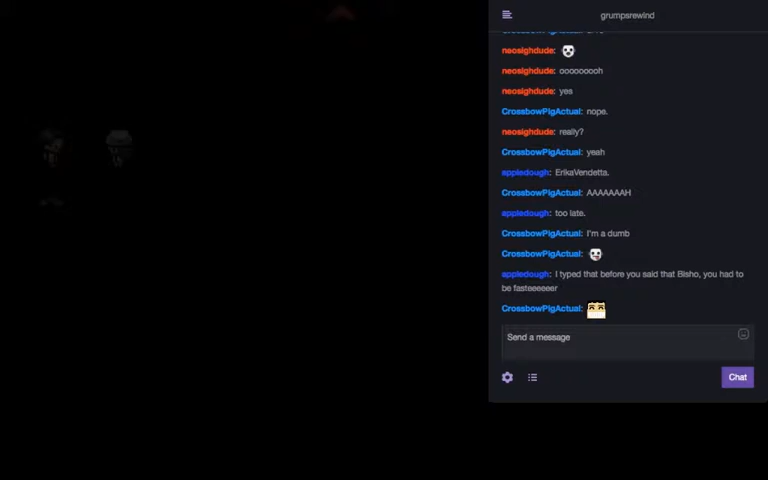 grumpsrewind
neosighdude:
neosighdude: ooooooooh
neosighdude: yes
CrossbowPigActual: nope.
neosighdude: really?
CrossbowPigActual: yeah
appledough: ErikaVendetta.
CrossbowPigActual: AAAAAAAH
appledough: too late.
CrossbowPigActual: I'm a dumb
CrossbowPigActual:
appledough: I typed that before you said that Bisho, you had to
be fasteeeeeer
CrossbowPigActual:
Send a message
Chat